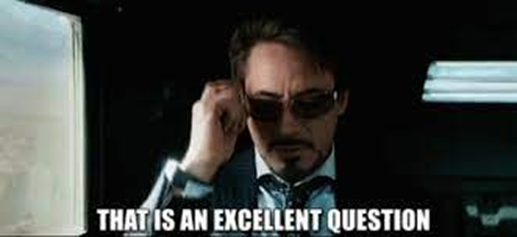 THAT IS AN EXCELLENT QUESTION